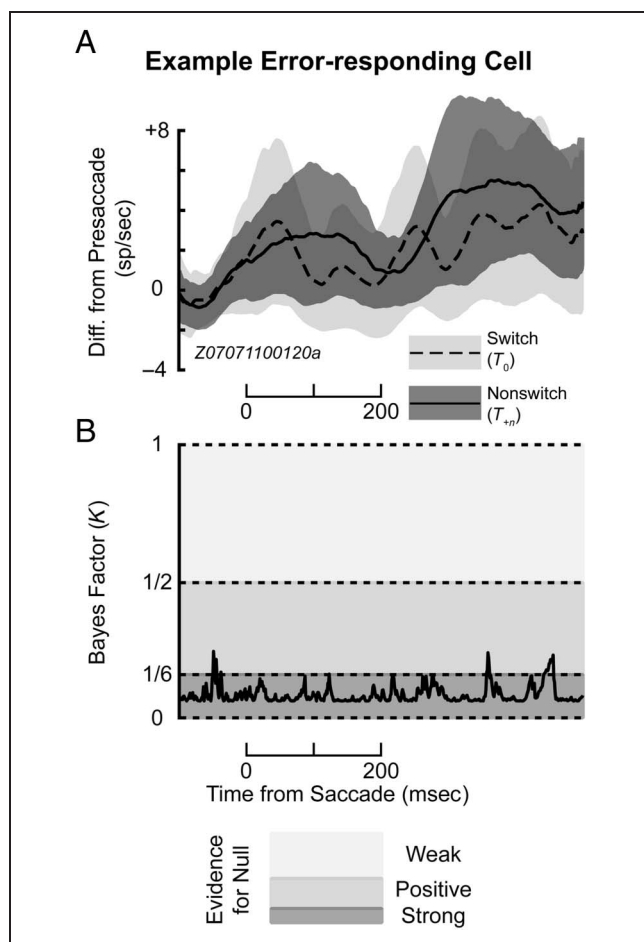 A
Example Error-responding Cell
Diff. from Presaccade
(sp/sec)
+8
0
−4
Z07071100120a
Switch
(T0)
Nonswitch
(T+n)
0 200
B
Bayes Factor (K)
1
1/2
1/6
0
0 200
Time from Saccade (msec)
Evidence
for Null
Weak
Positive
Strong